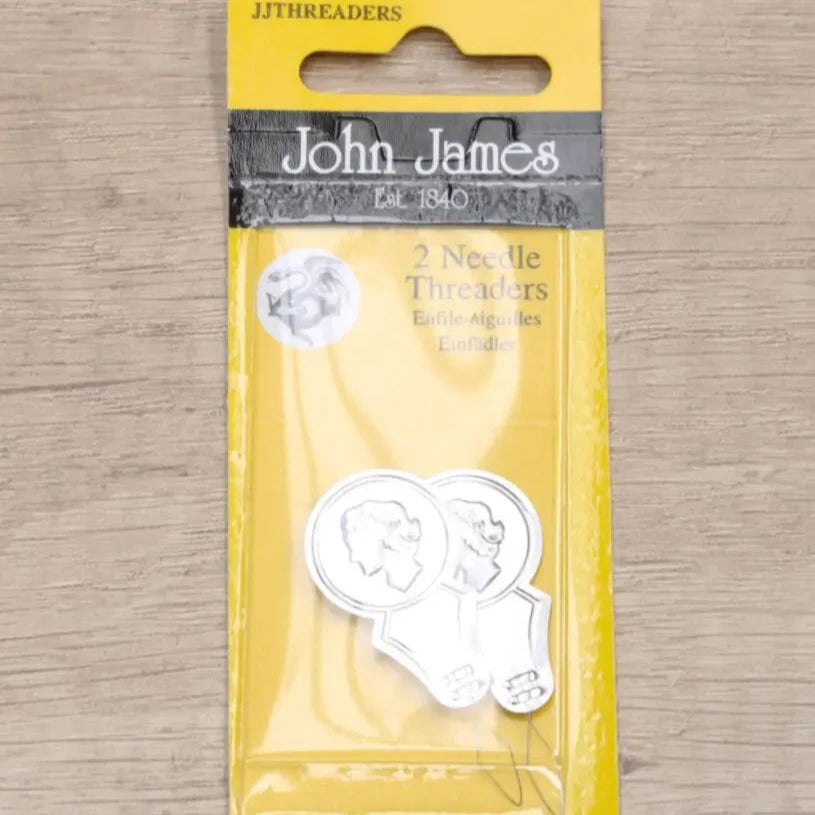 JJTHREADERS
John James
Est. 1840
2 Needle
Threaders
Enfile-Aiguilles
Einfädler